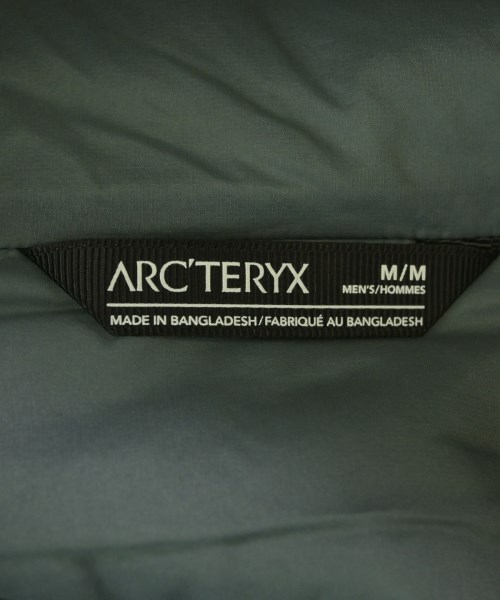 ARC'TERYX
M/M
MEN'S/HOMMES
MADE IN BANGLADESH/FABRIQUÉ AU BANGLADESH